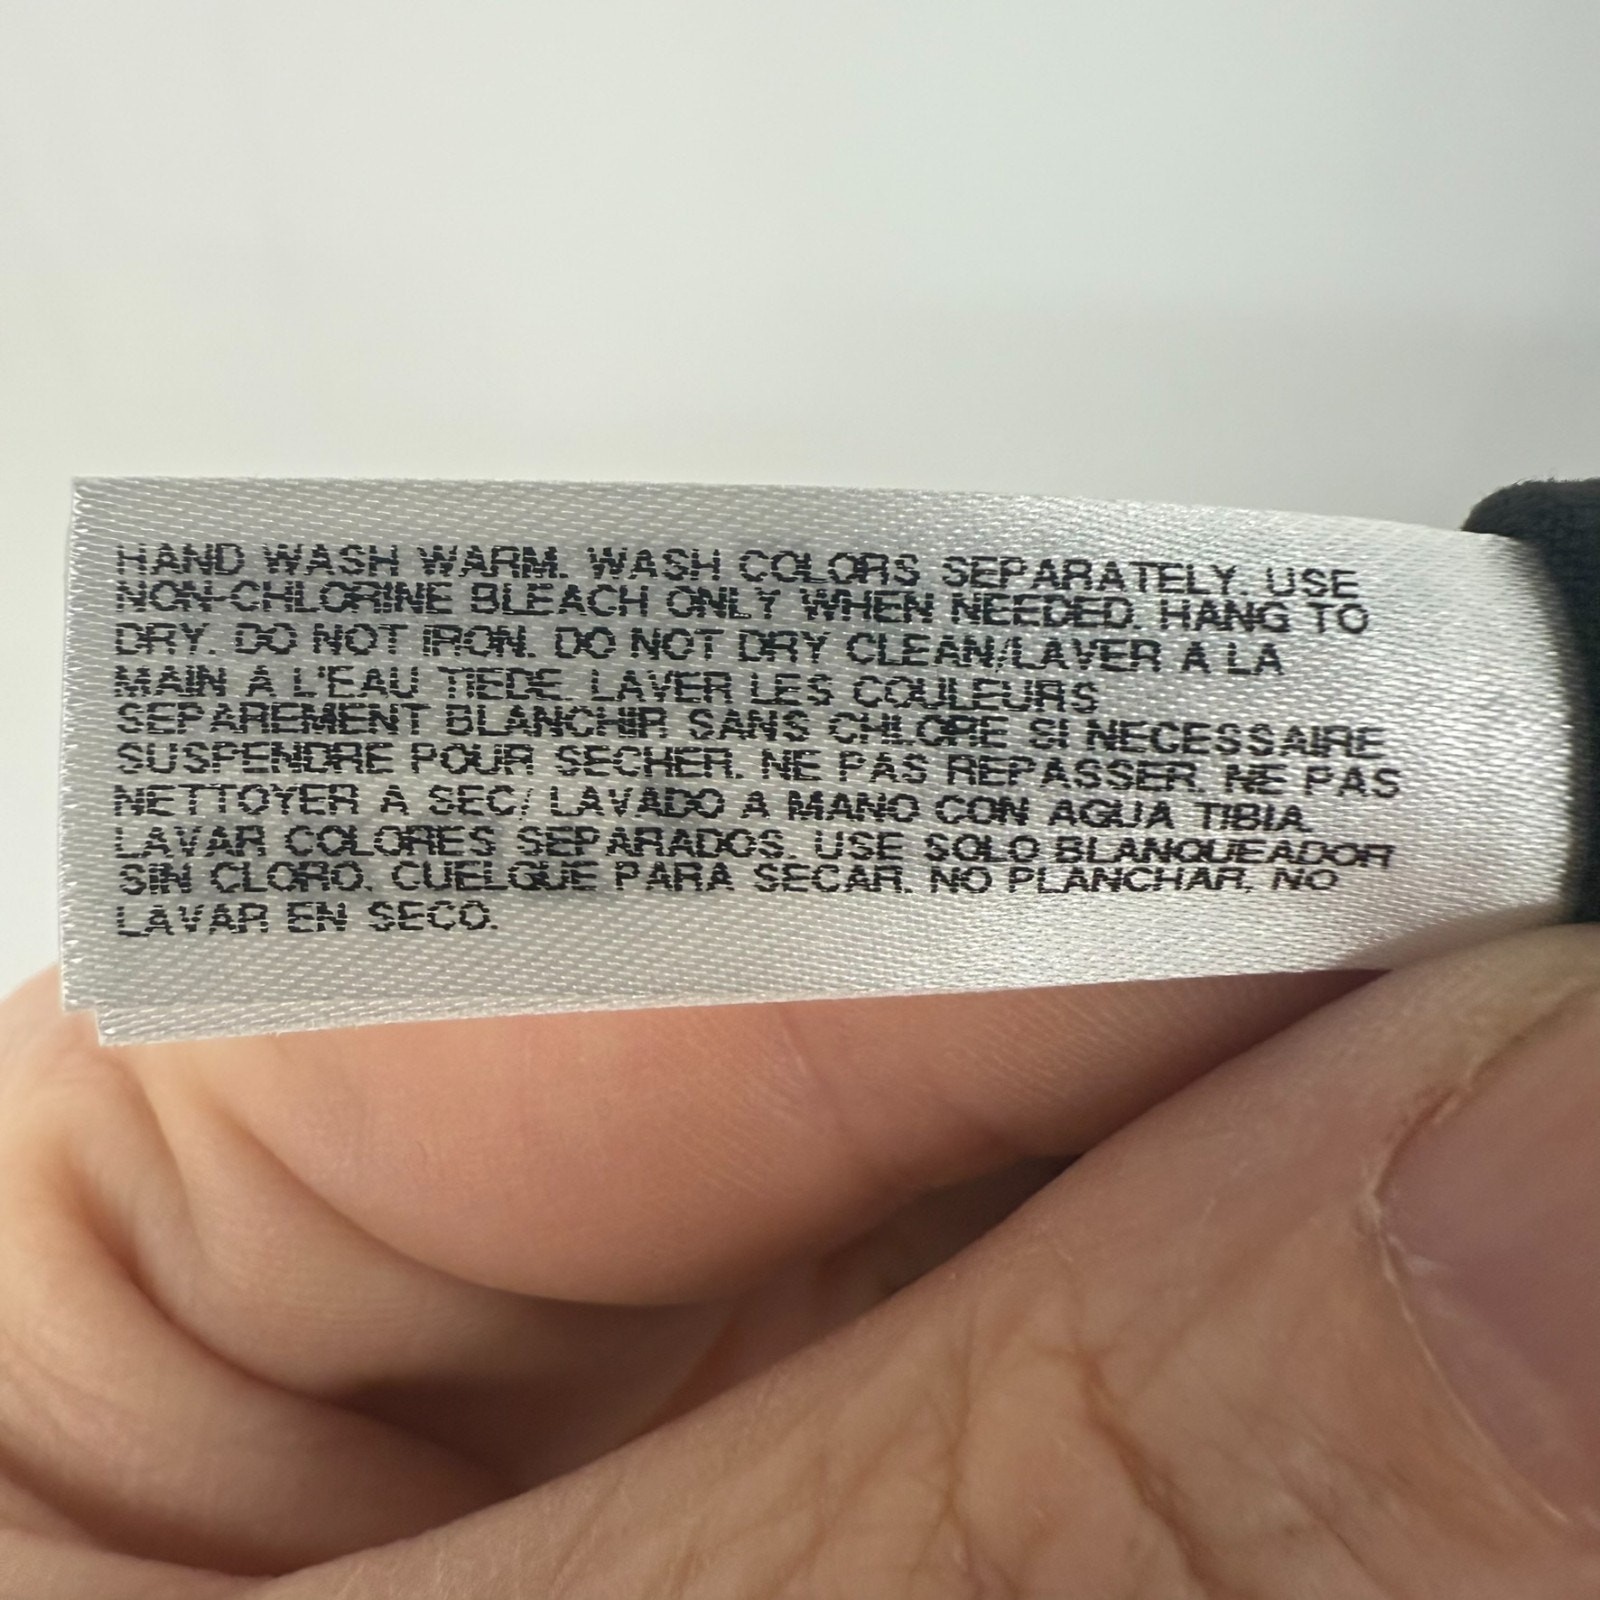 HAND WASH WARM. WASH COLORS SEPARATELY. USE
NON-CHLORINE BLEACH ONLY WHEN NEEDED. HANG TO
DRY. DO NOT IRON. DO NOT DRY CLEAN/LAVER A LA
MAIN A L'EAU TIEDE. LAVER LES COULEURS
SEPAREMENT BLANCHIR SANS CHLORE SI NECESSAIRE
SUSPENDRE POUR SECHER. NE PAS REPASSER. NE PAS
NETTOYER A SEC/ LAVADO A MANO CON AGUA TIBIA.
LAVAR COLORES SEPARADOS. USE SOLO BLANQUEADOR
SIN CLORO. CUELGUE PARA SECAR. NO PLANCHAR, NO
LAVAR EN SECO.